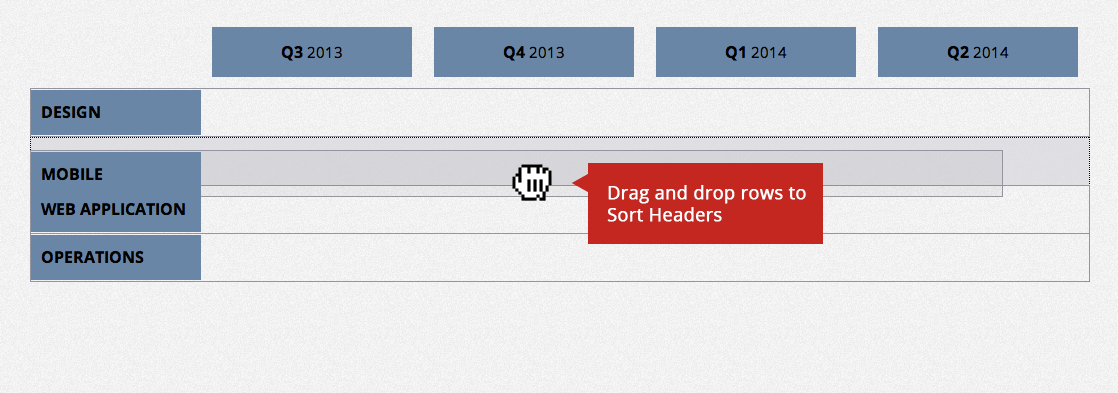 Q3 2013 Q4 2013 Q1 2014 Q2 2014
DESIGN
MOBILE
WEB APPLICATION
OPERATIONS
Drag and drop rows to
Sort Headers